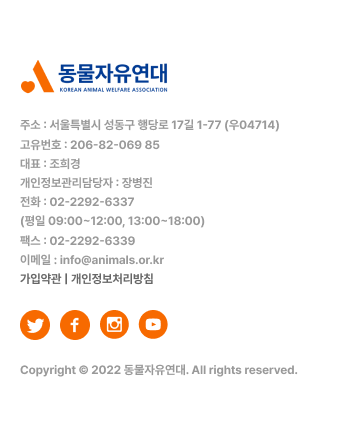 동물자유연대
KOREAN ANIMAL WELFARE ASSOCIATION
주소 : 서울특별시 성동구 행당로 17길 1-77 (우04714)
고유번호 : 206-82-069 85
대표 : 조희경
개인정보관리담당자 : 장병진
전화 : 02-2292-6337
(평일 09:00~12:00, 13:00~18:00)
팩스 : 02-2292-6339
이메일 : info@animals.or.kr
가입약관 | 개인정보처리방침
Copyright © 2022 동물자유연대. All rights reserved.